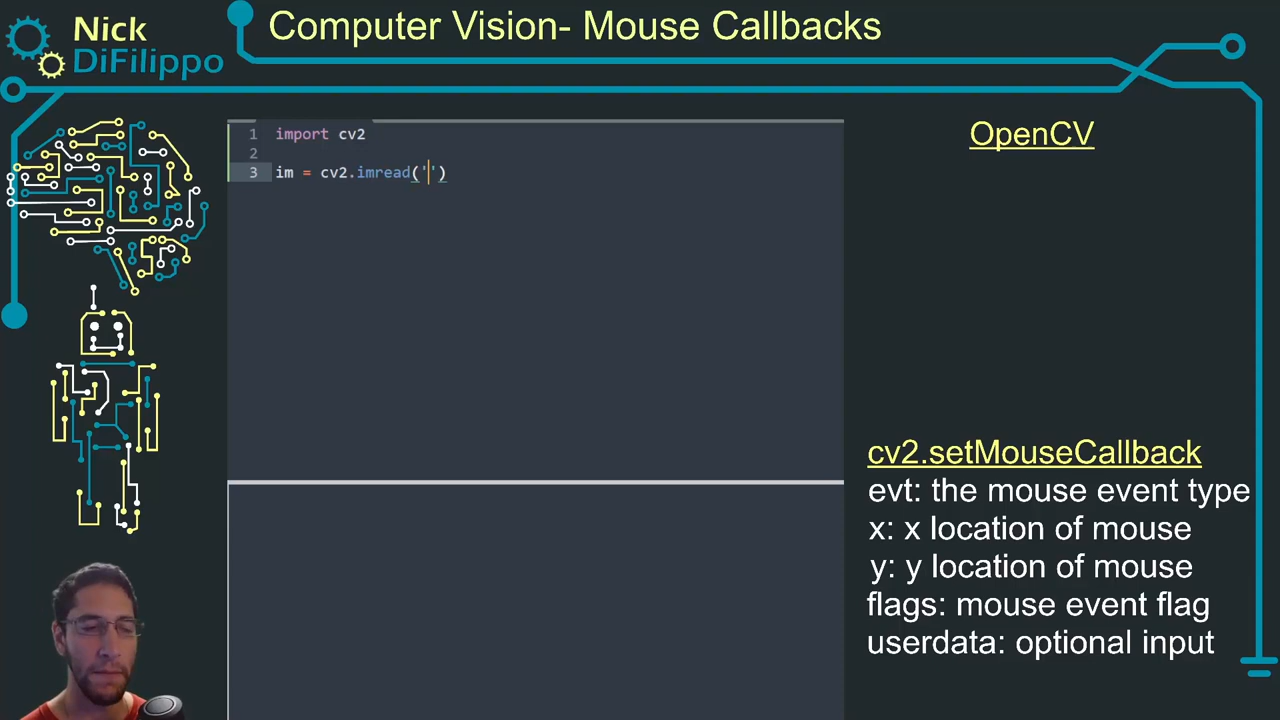 Nick
DiFilippo
Computer Vision- Mouse Callbacks
1 import cv2
2
3 im = cv2.imread('')
OpenCV
cv2.setMouseCallback
evt: the mouse event type
x: x location of mouse
y: y location of mouse
flags: mouse event flag
userdata: optional input